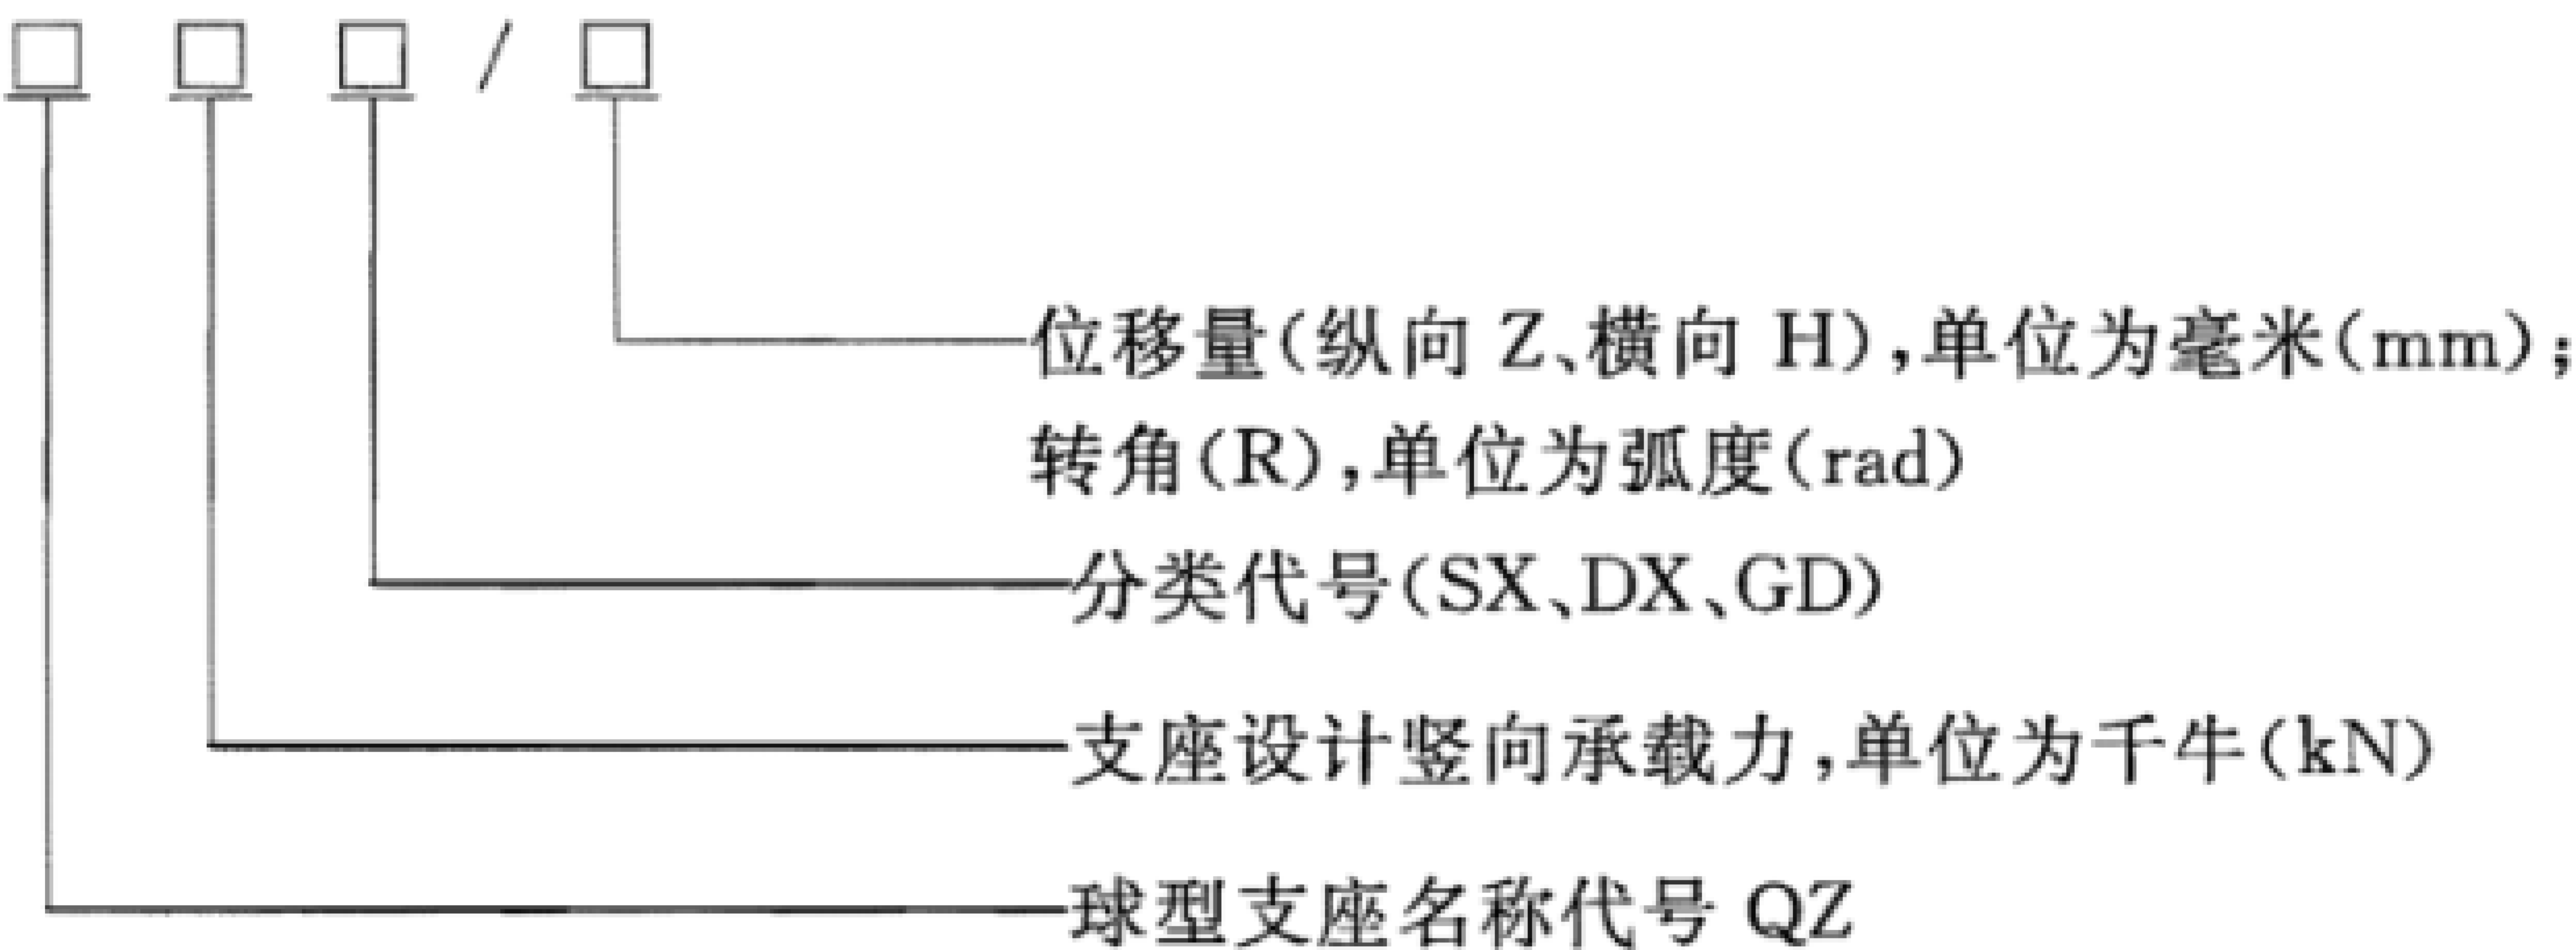 □ □ □ / □
位移量(纵向 Z、横向 H),单位为毫米(mm);
转角(R),单位为弧度(rad)
分类代号(SX、DX、GD)
支座设计竖向承载力,单位为千牛(kN)
球型支座名称代号 QZ